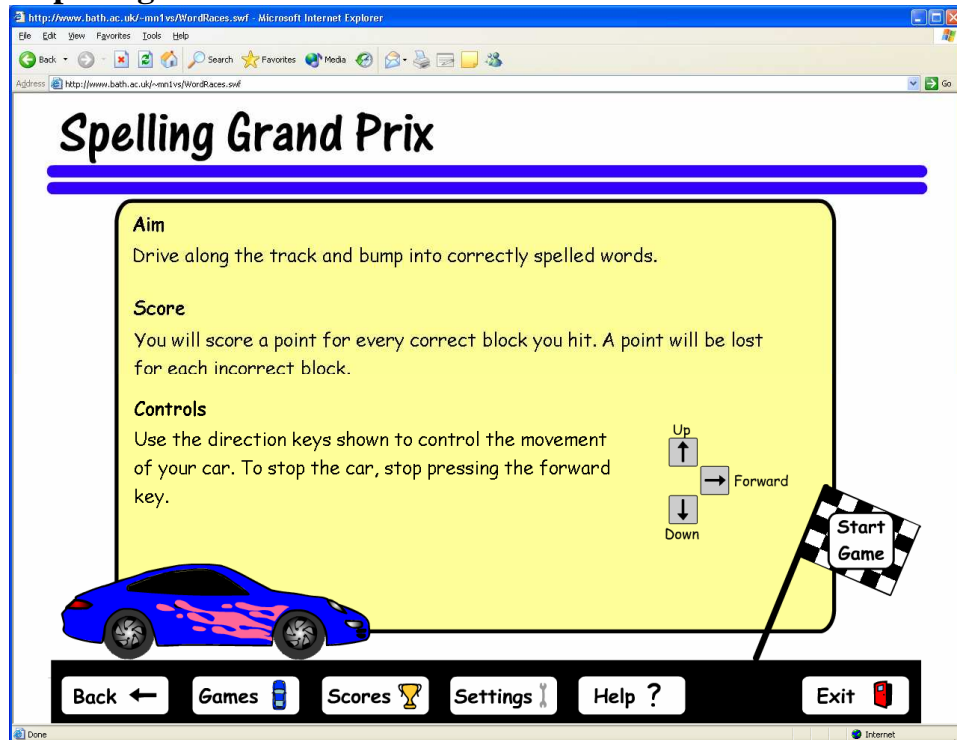 http://www.bath.ac.uk/~mn1vs/WordRaces.swf - Microsoft Internet Explorer
File Edit View Favorites Tools Help
Back Search Favorites Media
Address http://www.bath.ac.uk/~mn1vs/WordRaces.swf Go
Spelling Grand Prix
Aim
Drive along the track and bump into correctly spelled words.
Score
You will score a point for every correct block you hit. A point will be lost
for each incorrect block.
Controls
Use the direction keys shown to control the movement
of your car. To stop the car, stop pressing the forward
key.
Up
Forward
Down
Start
Game
Back Games Scores Settings Help ? Exit
Done Internet